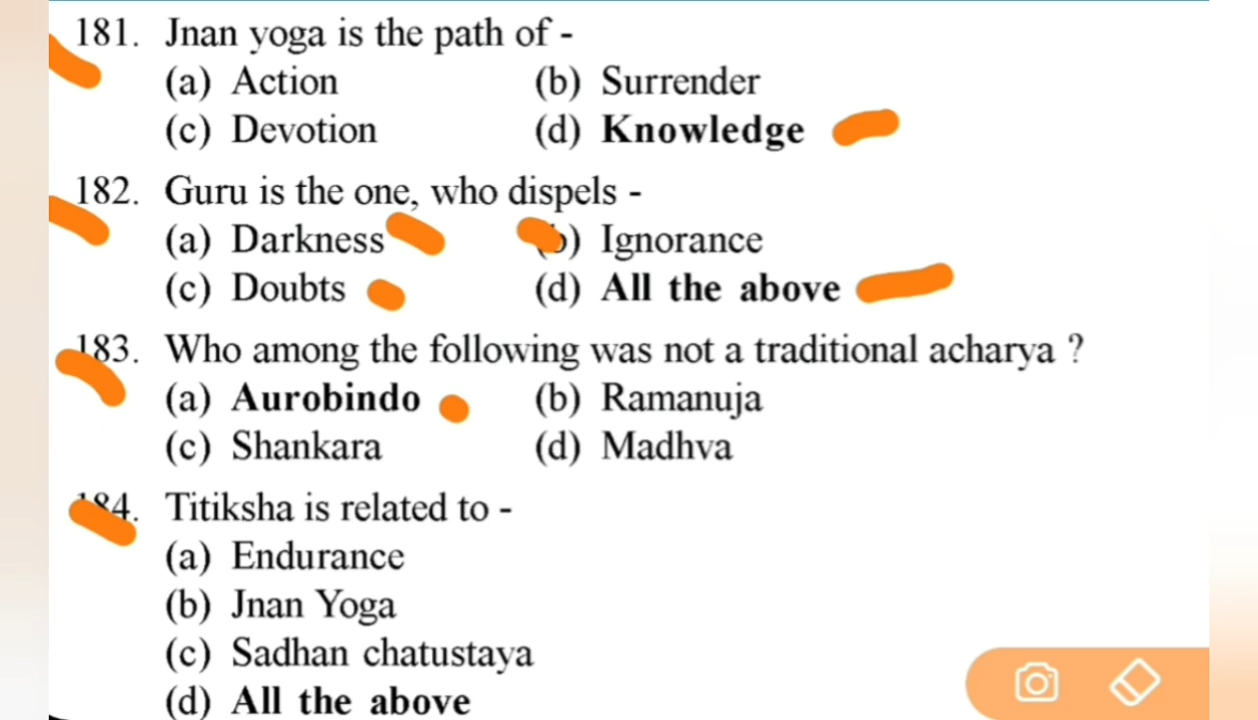 181. Jnan yoga is the path of -
(a) Action (b) Surrender
(c) Devotion (d) Knowledge
182. Guru is the one, who dispels -
(a) Darkness ) Ignorance
(c) Doubts (d) All the above
183. Who among the following was not a traditional acharya ?
(a) Aurobindo (b) Ramanuja
(c) Shankara (d) Madhva
184. Titiksha is related to -
(a) Endurance
(b) Jnan Yoga
(c) Sadhan chatustaya
(d) All the above